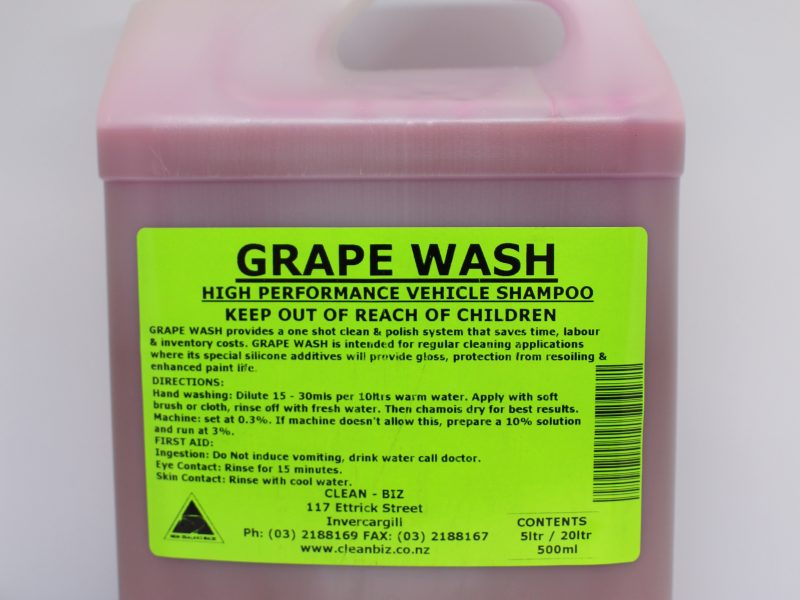 GRAPE WASH
HIGH PERFORMANCE VEHICLE SHAMPOO
KEEP OUT OF REACH OF CHILDREN
GRAPE WASH provides a one shot clean & polish system that saves time, labour
& inventory costs. GRAPE WASH is intended for regular cleaning applications
where its special silicone additives will provide gloss, protection from resoiling &
enhanced paint life.
DIRECTIONS:
Hand washing: Dilute 15 - 30mls per 10ltrs warm water. Apply with soft
brush or cloth, rinse off with fresh water. Then chamois dry for best results.
Machine: set at 0.3%. If machine doesn't allow this, prepare a 10% solution
and run at 3%.
FIRST AID:
Ingestion: Do Not induce vomiting, drink water call doctor.
Eye Contact: Rinse for 15 minutes.
Skin Contact: Rinse with cool water.
CLEAN - BIZ
117 Ettrick Street
Invercargill
Ph: (03) 2188169 FAX: (03) 2188167
www.cleanbiz.co.nz
CONTENTS
5ltr / 20ltr
500ml